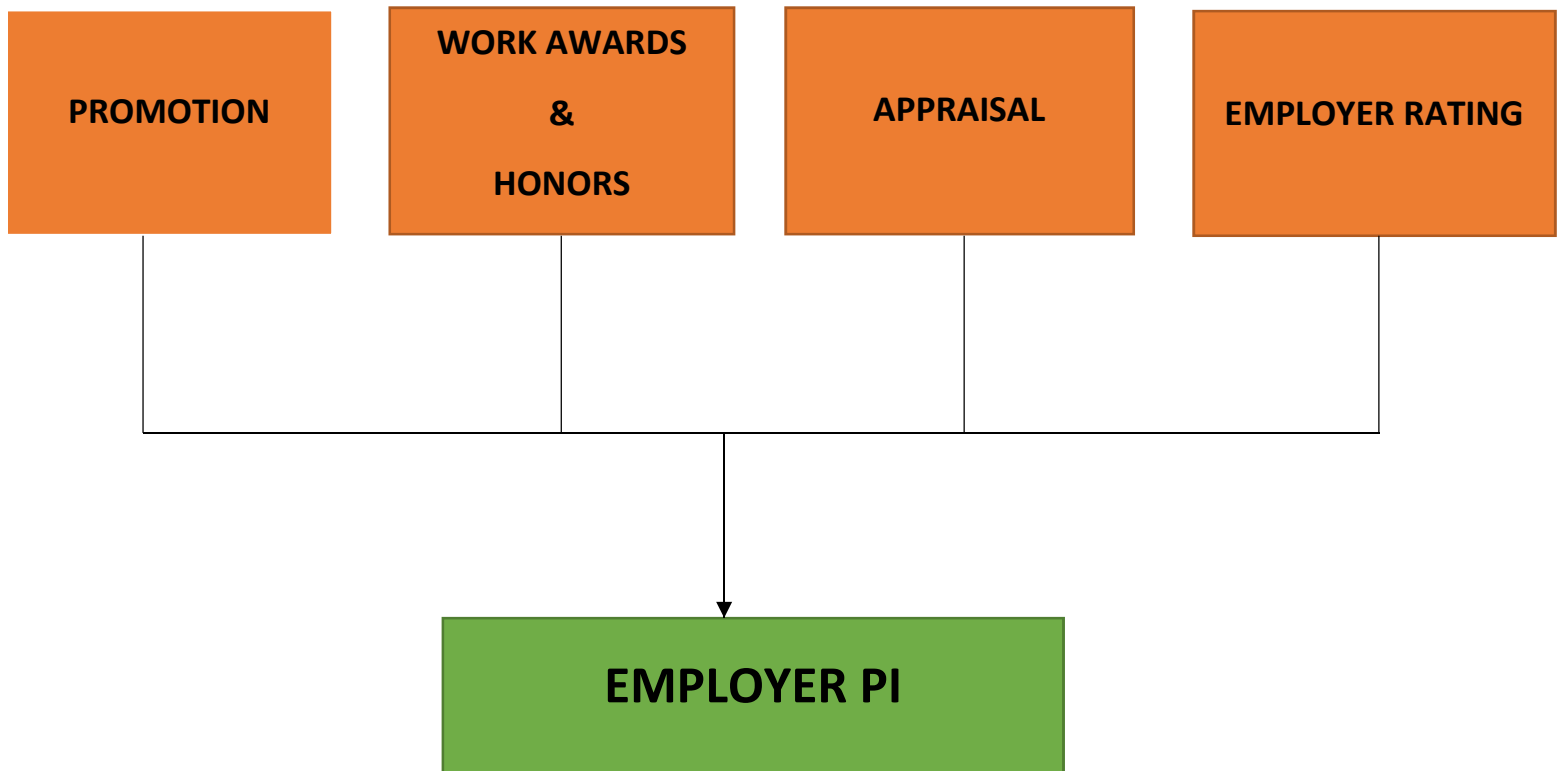 PROMOTION
WORK AWARDS
&
HONORS
APPRAISAL
EMPLOYER RATING
EMPLOYER PI